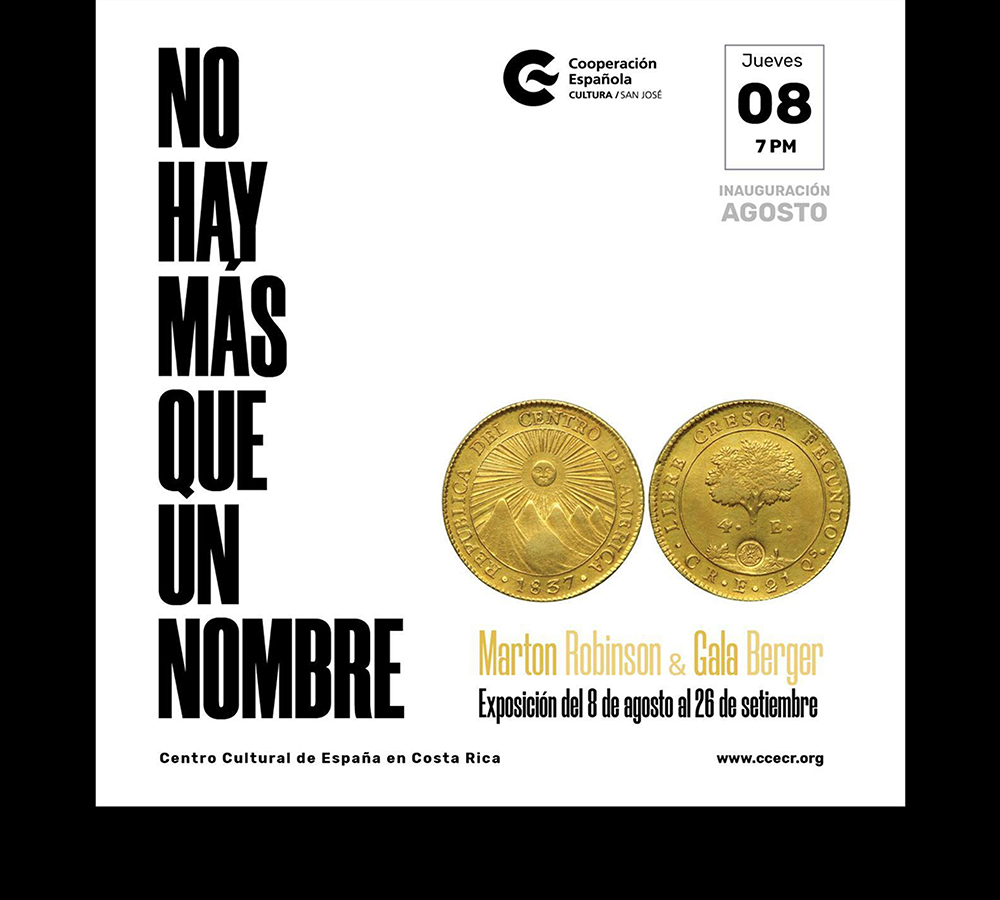 NO
HAY
MÁS
QUE
UN
NOMBRE
Cooperación
Española
CULTURA / SAN JOSÉ
Jueves
08
7 PM
INAUGURACIÓN
AGOSTO
REPUBLICA DEL CENTRO DE AMERICA
· 1837 ·
LIBRE CRESCA FECUNDO
4 · E ·
· C R · E · 21 QS ·
Marton Robinson & Gala Berger
Exposición del 8 de agosto al 26 de setiembre
Centro Cultural de España en Costa Rica
www.ccecr.org